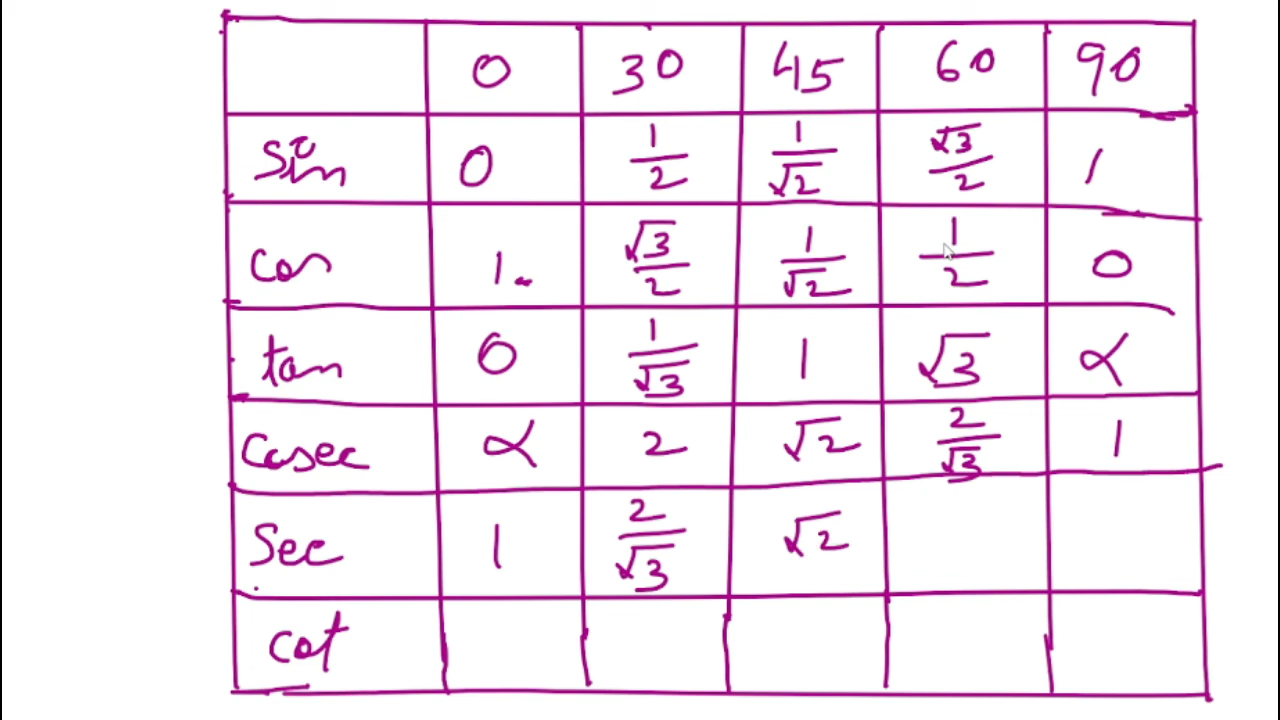 0 30 45 60 90
sin 0 1/2 1/√2 √3/2 1
cos 1. √3/2 1/√2 1/2 0
tan 0 1/√3 1 √3 α
Cosec α 2 √2 2/√3 1
Sec 1 2/√3 √2
cot